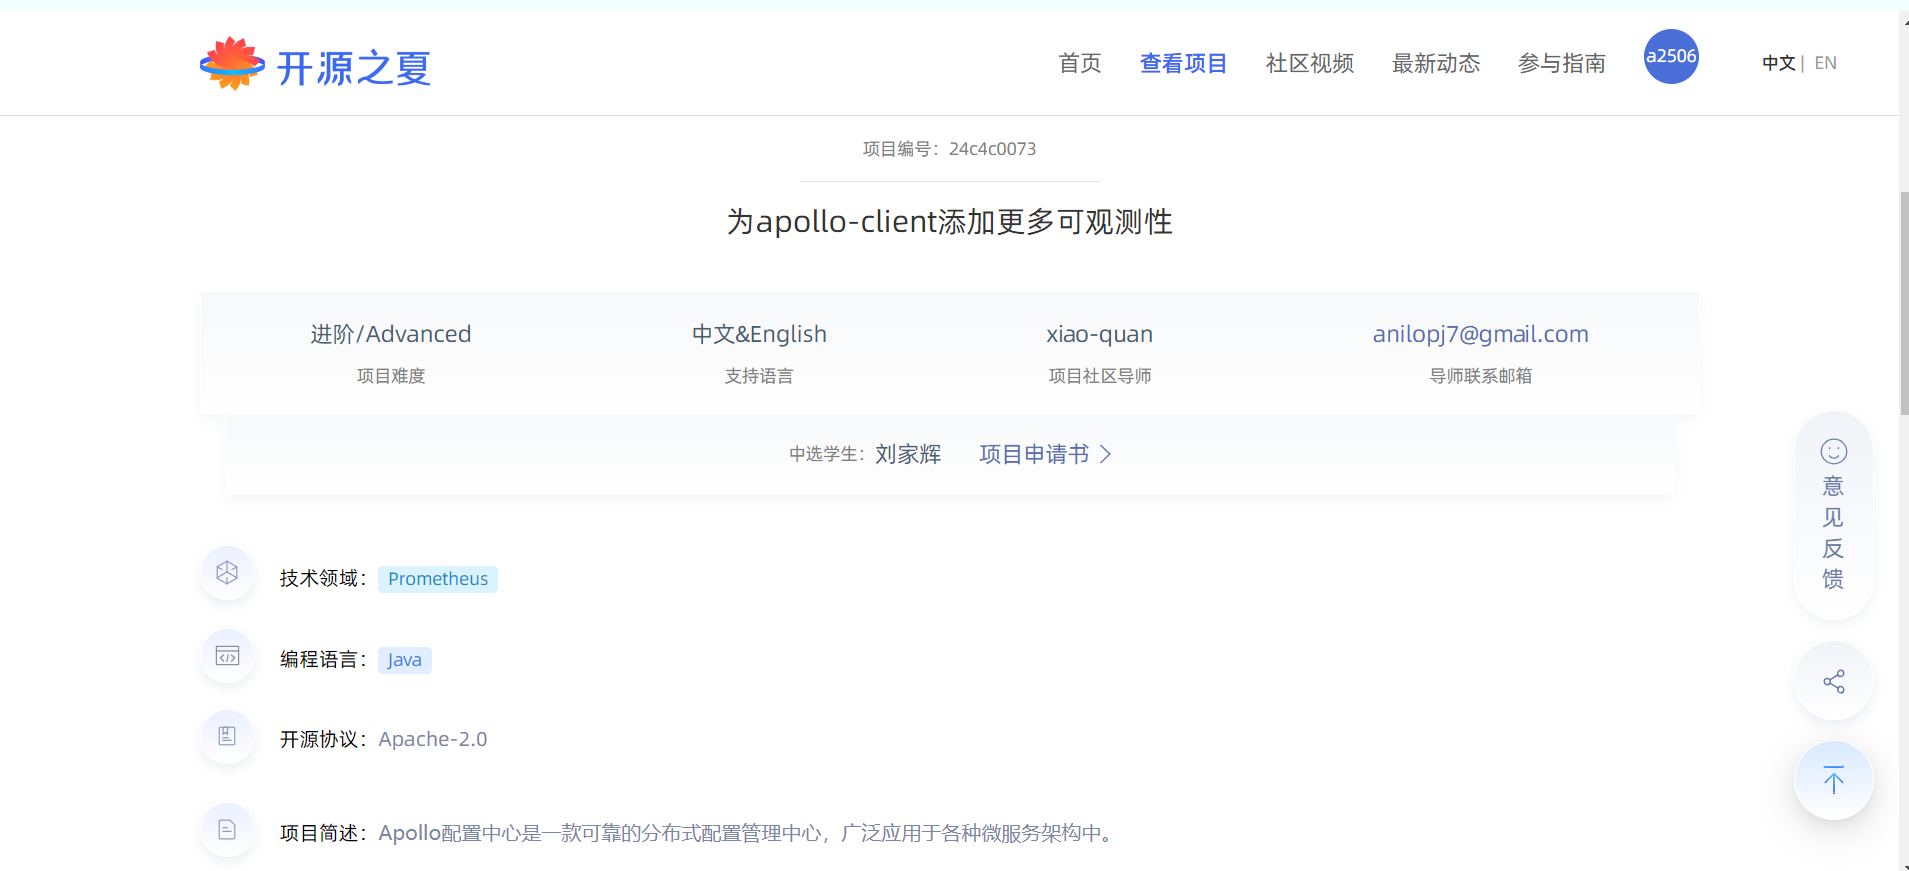 开源之夏
首页 查看项目 社区视频 最新动态 参与指南 a2506 中文 | EN
项目编号：24c4c0073
为apollo-client添加更多可观测性
进阶/Advanced 中文&English xiao-quan anilopj7@gmail.com
项目难度 支持语言 项目社区导师 导师联系邮箱
中选学生：刘家辉 项目申请书
意见反馈
技术领域：Prometheus
编程语言：Java
开源协议：Apache-2.0
项目简述：Apollo配置中心是一款可靠的分布式配置管理中心，广泛应用于各种微服务架构中。